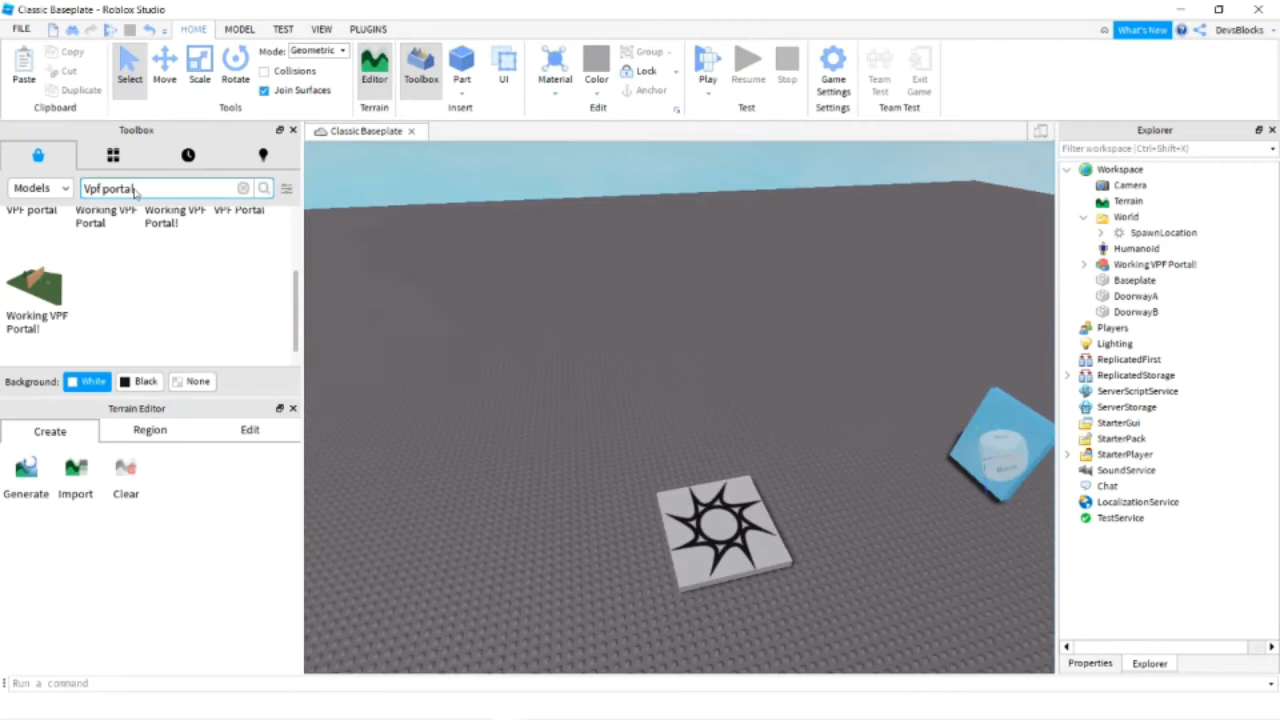 Classic Baseplate - Roblox Studio
FILE HOME MODEL TEST VIEW PLUGINS What's New DevsBlocks
Paste Copy Cut Duplicate Clipboard
Select Move Scale Rotate Mode: Geometric Collisions Join Surfaces Tools
Editor Terrain
Toolbox Part UI Insert
Material Color Group Lock Anchor Edit
Play Resume Stop Test
Game Settings Settings
Team Test Exit Game Team Test
Toolbox
Models Vpf portal
VPF portal Working VPF Portal Working VPF Portal! VPF Portal
Working VPF
Portal!
Background: White Black None
Terrain Editor
Create Region Edit
Generate Import Clear
Classic Baseplate
Back
Explorer
Filter workspace (Ctrl+Shift+X)
Workspace
Camera
Terrain
World
SpawnLocation
Humanoid
Working VPF Portal!
Baseplate
DoorwayA
DoorwayB
Players
Lighting
ReplicatedFirst
ReplicatedStorage
ServerScriptService
ServerStorage
StarterGui
StarterPack
StarterPlayer
SoundService
Chat
LocalizationService
TestService
Properties Explorer
Run a command